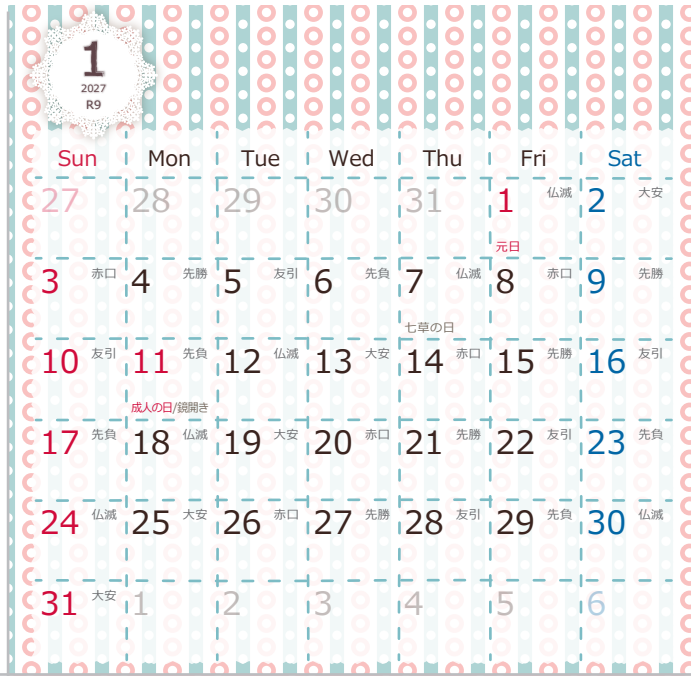 1
2027
R9
Sun Mon Tue Wed Thu Fri Sat
27 28 29 30 31 1 仏滅 2 大安
元日
3 赤口 4 先勝 5 友引 6 先負 7 仏滅 8 赤口 9 先勝
七草の日
10 友引 11 先負 12 仏滅 13 大安 14 赤口 15 先勝 16 友引
成人の日/鏡開き
17 先負 18 仏滅 19 大安 20 赤口 21 先勝 22 友引 23 先負
24 仏滅 25 大安 26 赤口 27 先勝 28 友引 29 先負 30 仏滅
31 大安 1 2 3 4 5 6